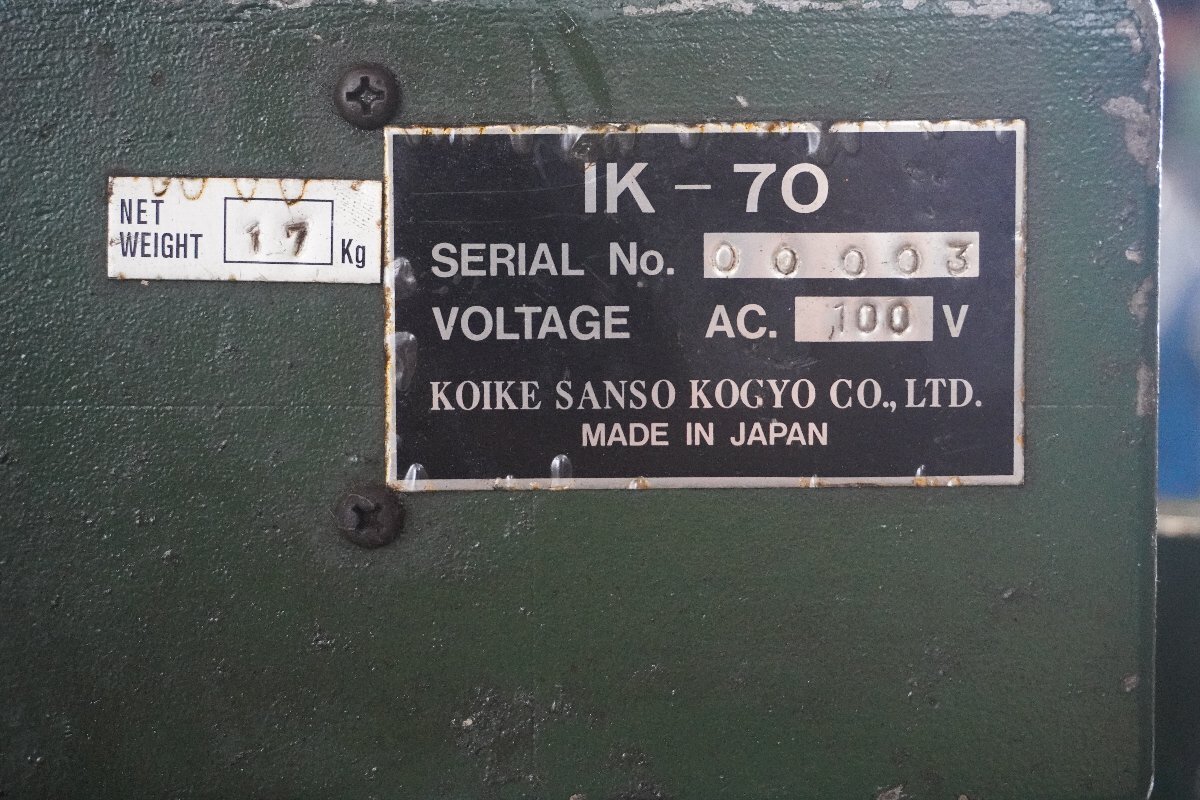 NET
WEIGHT 17 Kg
IK - 70
SERIAL No. 00003
VOLTAGE AC. 100 V
KOIKE SANSO KOGYO CO., LTD.
MADE IN JAPAN